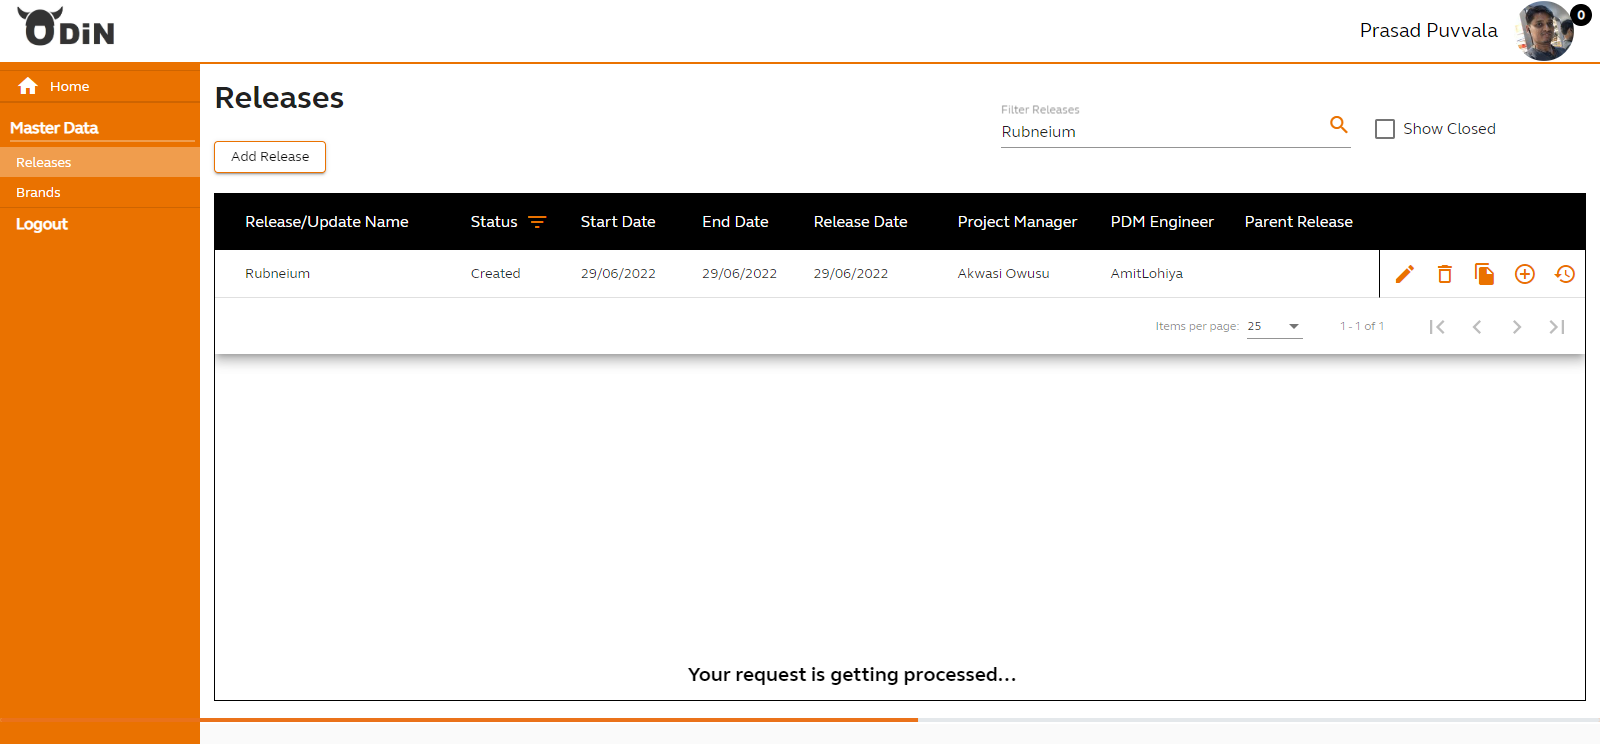 ODiN
Prasad Puvvala
0
Home
Master Data
Releases
Brands
Logout
Releases
Filter Releases
Rubneium
Show Closed
Add Release
Release/Update Name Status Start Date End Date Release Date Project Manager PDM Engineer Parent Release
Rubneium Created 29/06/2022 29/06/2022 29/06/2022 Akwasi Owusu AmitLohiya
Items per page: 25 1 - 1 of 1
Your request is getting processed...